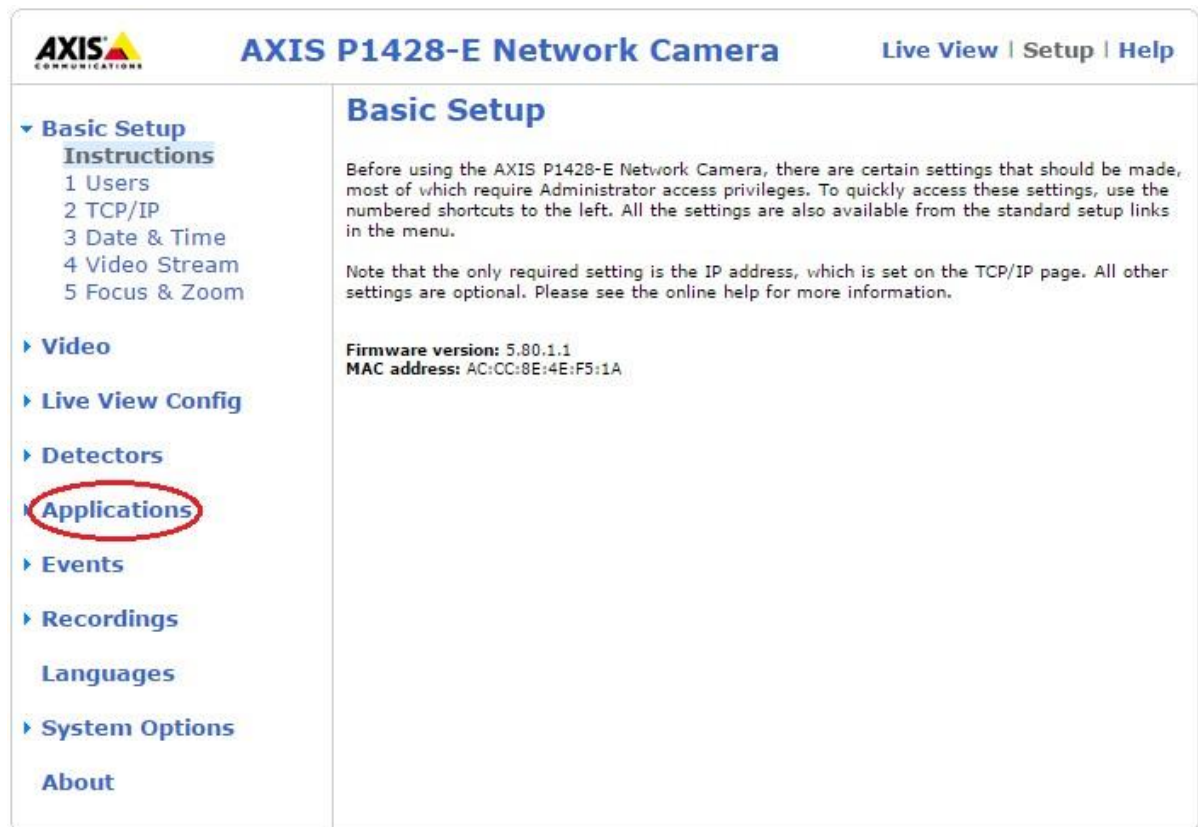 AXIS
COMMUNICATIONS
AXIS P1428-E Network Camera
Live View | Setup | Help
Basic Setup
Instructions
1 Users
2 TCP/IP
3 Date & Time
4 Video Stream
5 Focus & Zoom
Video
Live View Config
Detectors
Applications
Events
Recordings
Languages
System Options
About
Basic Setup
Before using the AXIS P1428-E Network Camera, there are certain settings that should be made,
most of which require Administrator access privileges. To quickly access these settings, use the
numbered shortcuts to the left. All the settings are also available from the standard setup links
in the menu.
Note that the only required setting is the IP address, which is set on the TCP/IP page. All other
settings are optional. Please see the online help for more information.
Firmware version: 5.80.1.1
MAC address: AC:CC:8E:4E:F5:1A